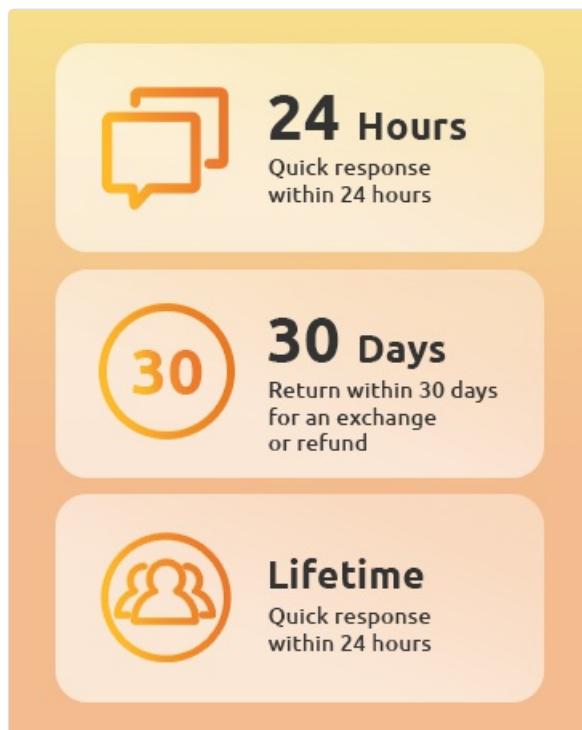 24 Hours
Quick response
within 24 hours
30
30 Days
Return within 30 days
for an exchange
or refund
Lifetime
Quick response
within 24 hours